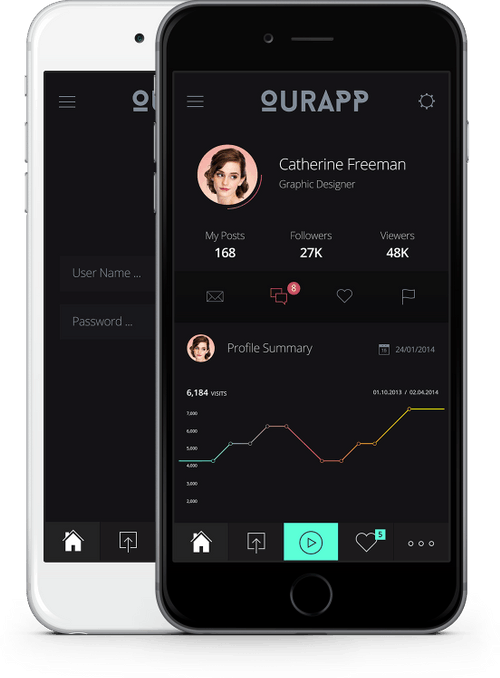 OU
User Name ...
Password ...
OURAPP
Catherine Freeman
Graphic Designer
My Posts Followers Viewers
168 27K 48K
8
Profile Summary
18 24/01/2014
6,184 VISITS 01.10.2013 / 02.04.2014
7,000
6,000
5,000
4,000
3,000
2,000
5